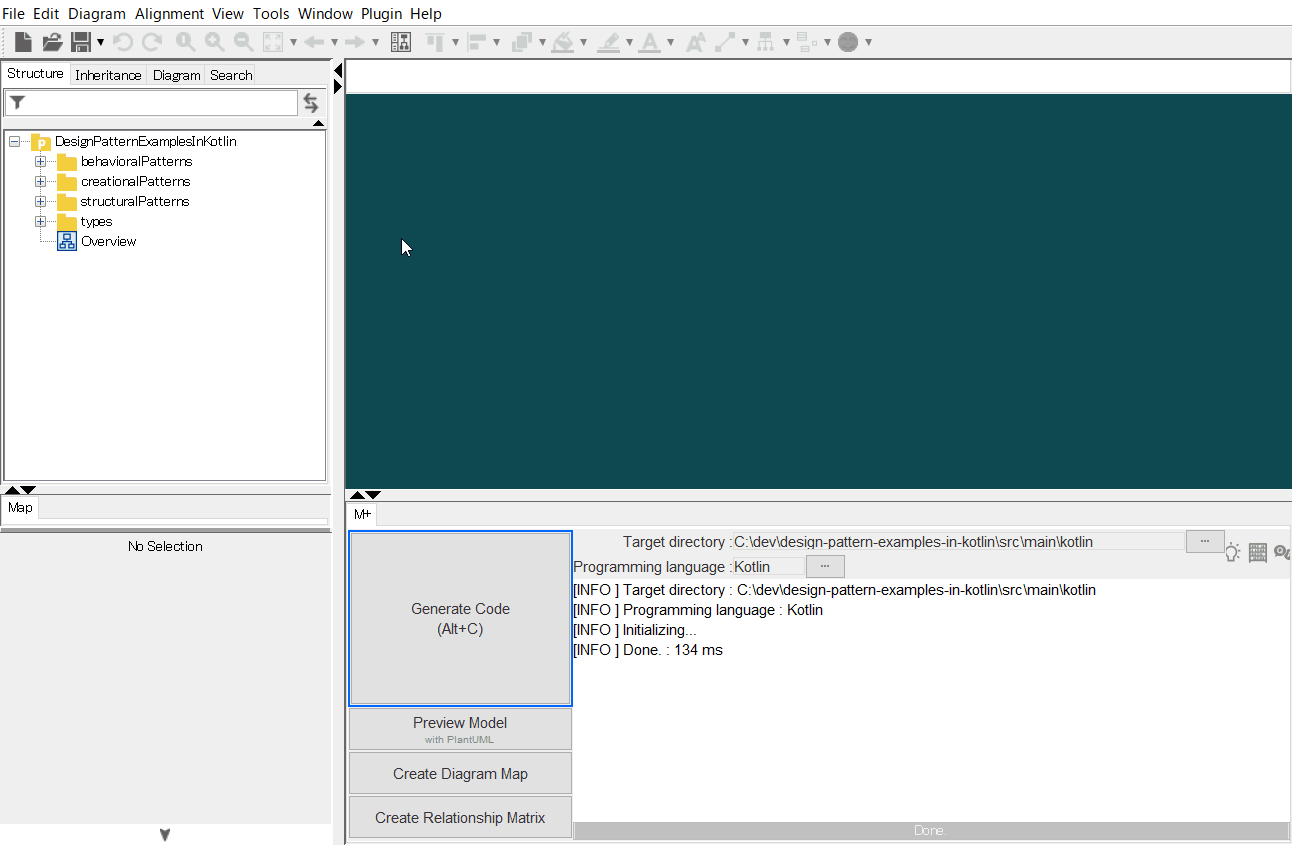 File Edit Diagram Alignment View Tools Window Plugin Help
Structure Inheritance Diagram Search
DesignPatternExamplesInKotlin
behavioralPatterns
creationalPatterns
structuralPatterns
types
Overview
Map
No Selection
M+
Generate Code
(Alt+C)
Preview Model
with PlantUML
Create Diagram Map
Create Relationship Matrix
Target directory : C:\dev\design-pattern-examples-in-kotlin\src\main\kotlin ...
Programming language : Kotlin ...
[INFO ] Target directory : C:\dev\design-pattern-examples-in-kotlin\src\main\kotlin
[INFO ] Programming language : Kotlin
[INFO ] Initializing...
[INFO ] Done. : 134 ms
Done.